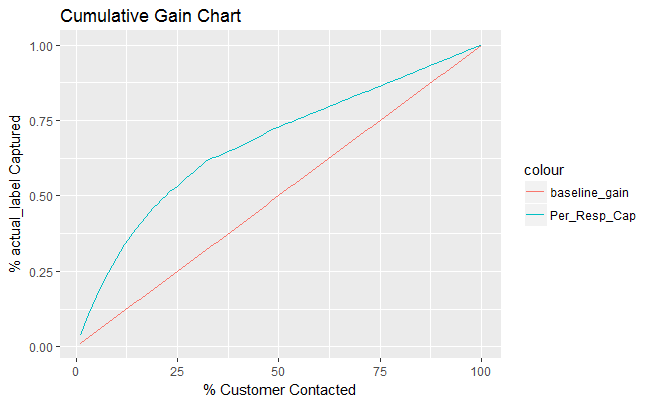 Cumulative Gain Chart
1.00
0.75
0.50
0.25
0.00
% actual_label Captured
0 25 50 75 100
% Customer Contacted
colour
baseline_gain
Per_Resp_Cap